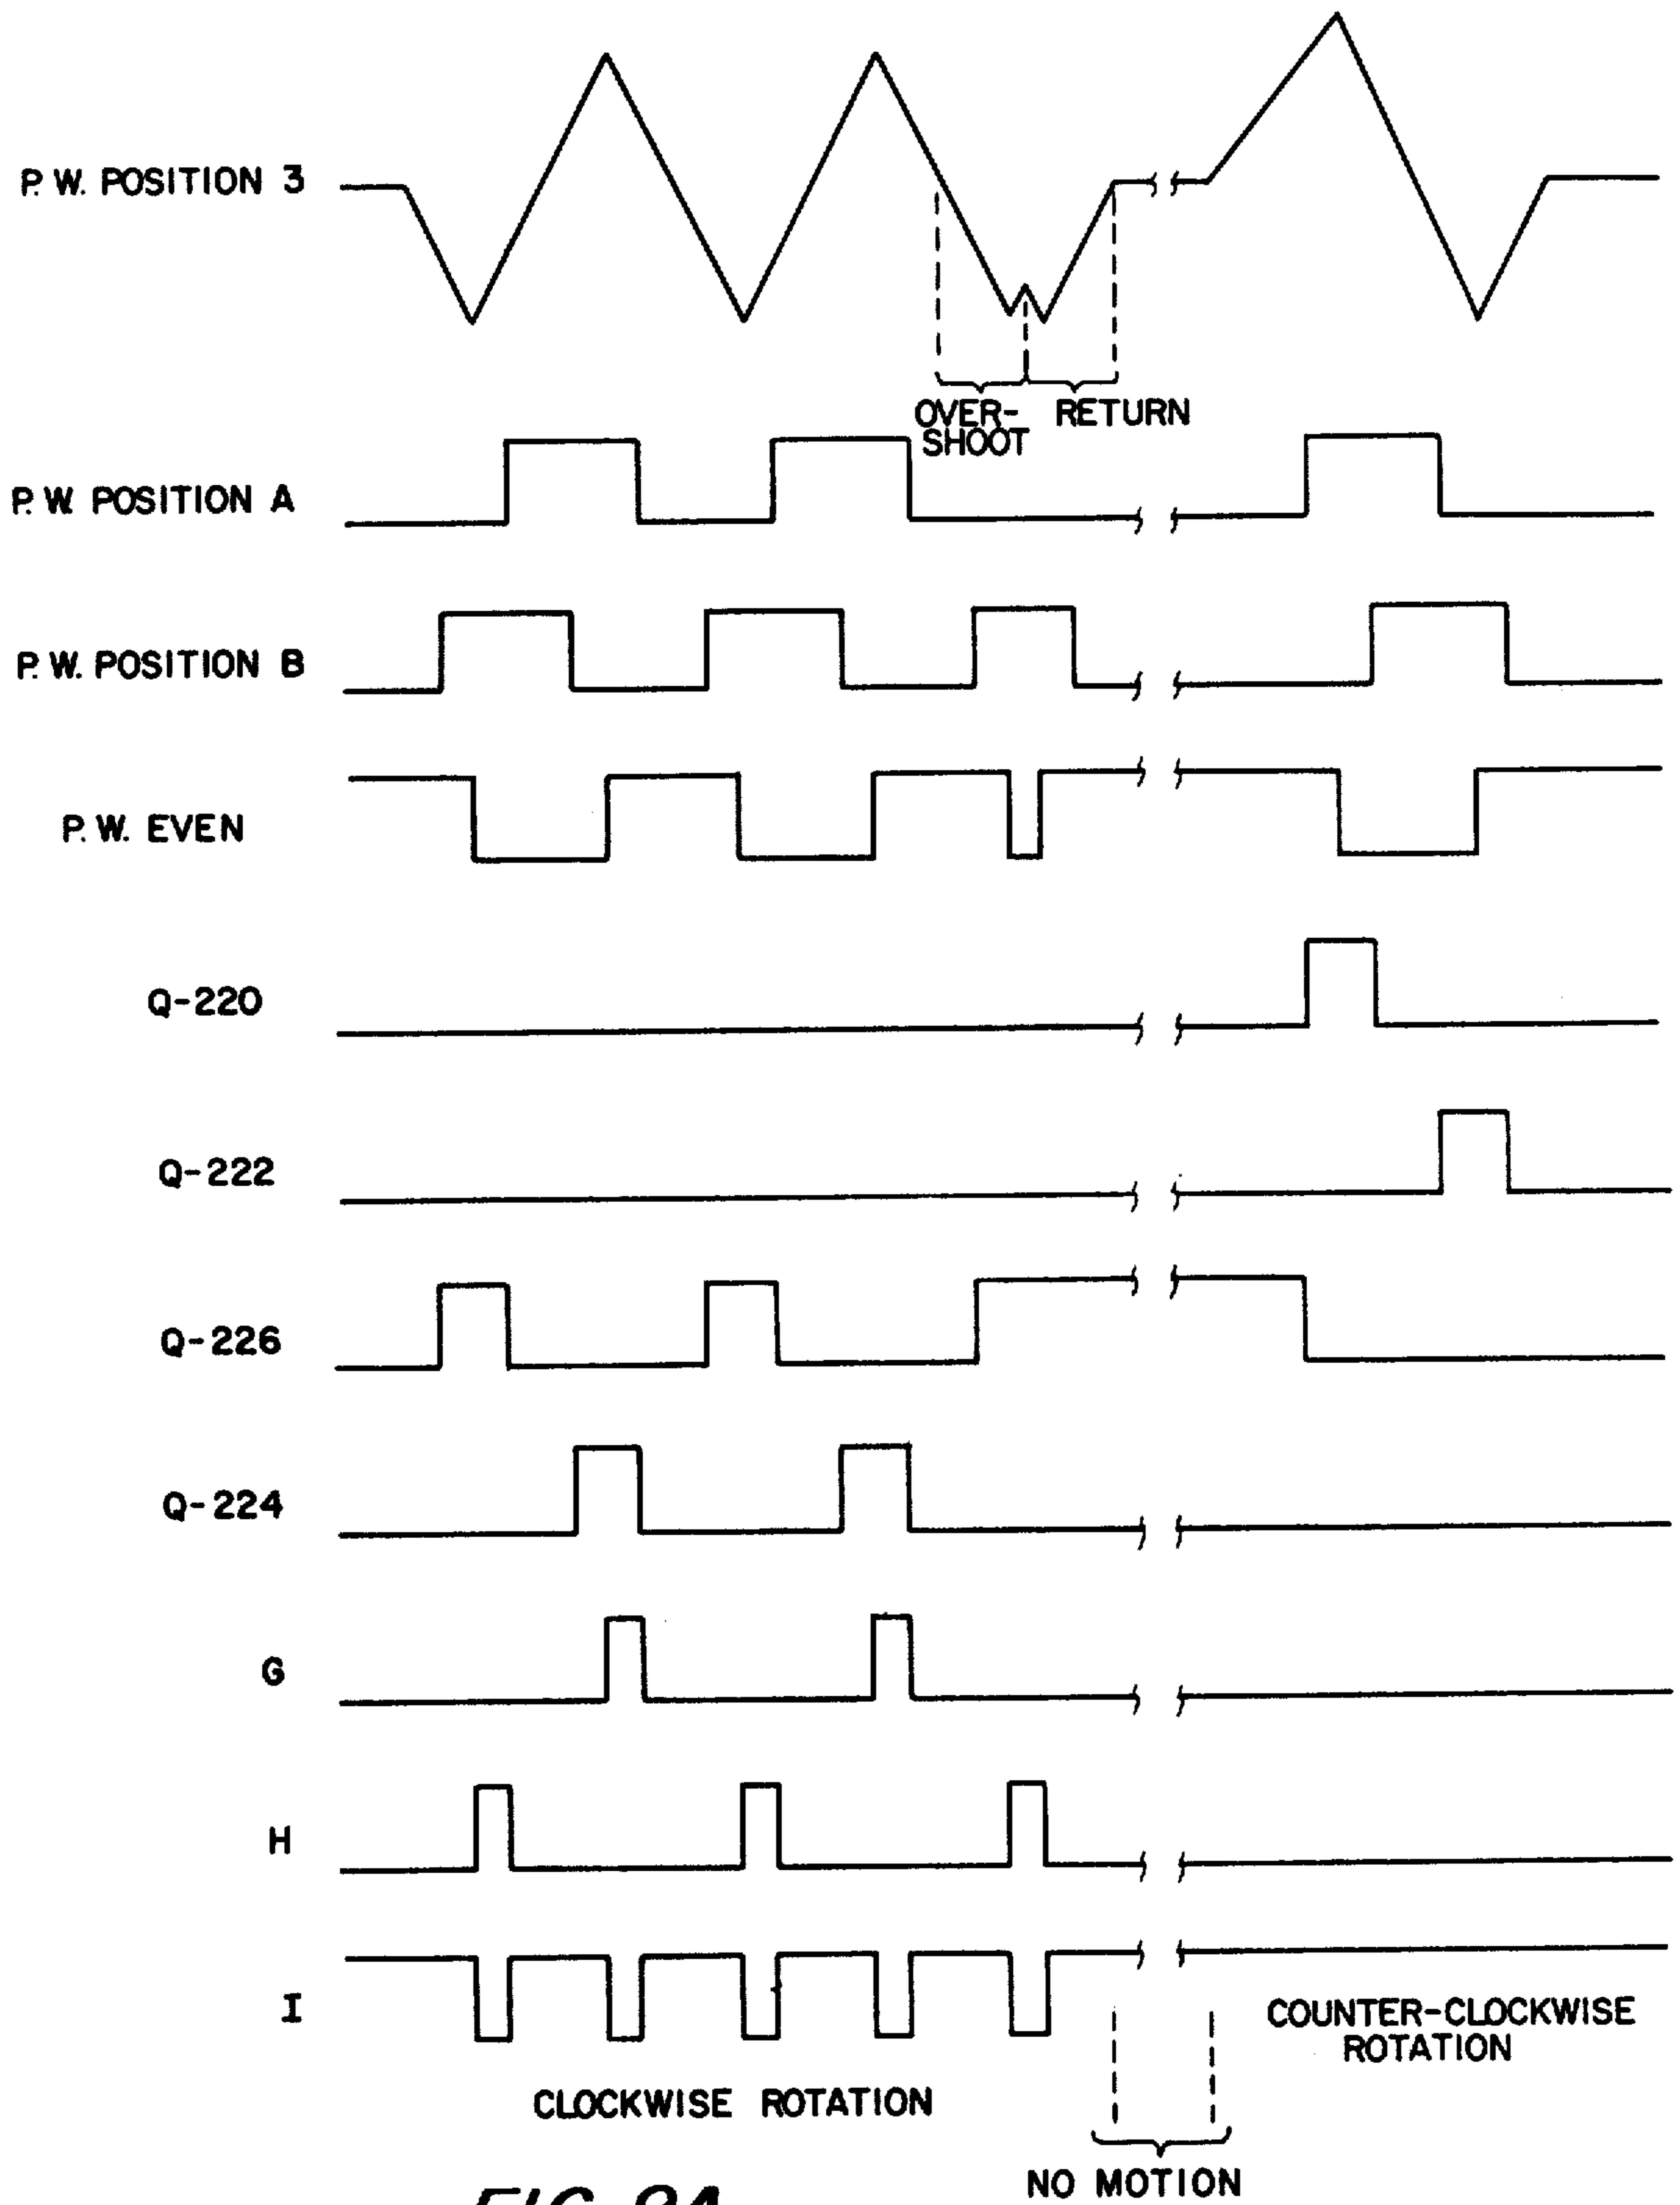 P. W. POSITION 3
OVER-
SHOOT
RETURN
P. W. POSITION A
P. W. POSITION B
P. W. EVEN
Q-220
Q-222
Q-226
Q-224
G
H
I
COUNTER-CLOCKWISE
ROTATION
CLOCKWISE ROTATION
NO MOTION